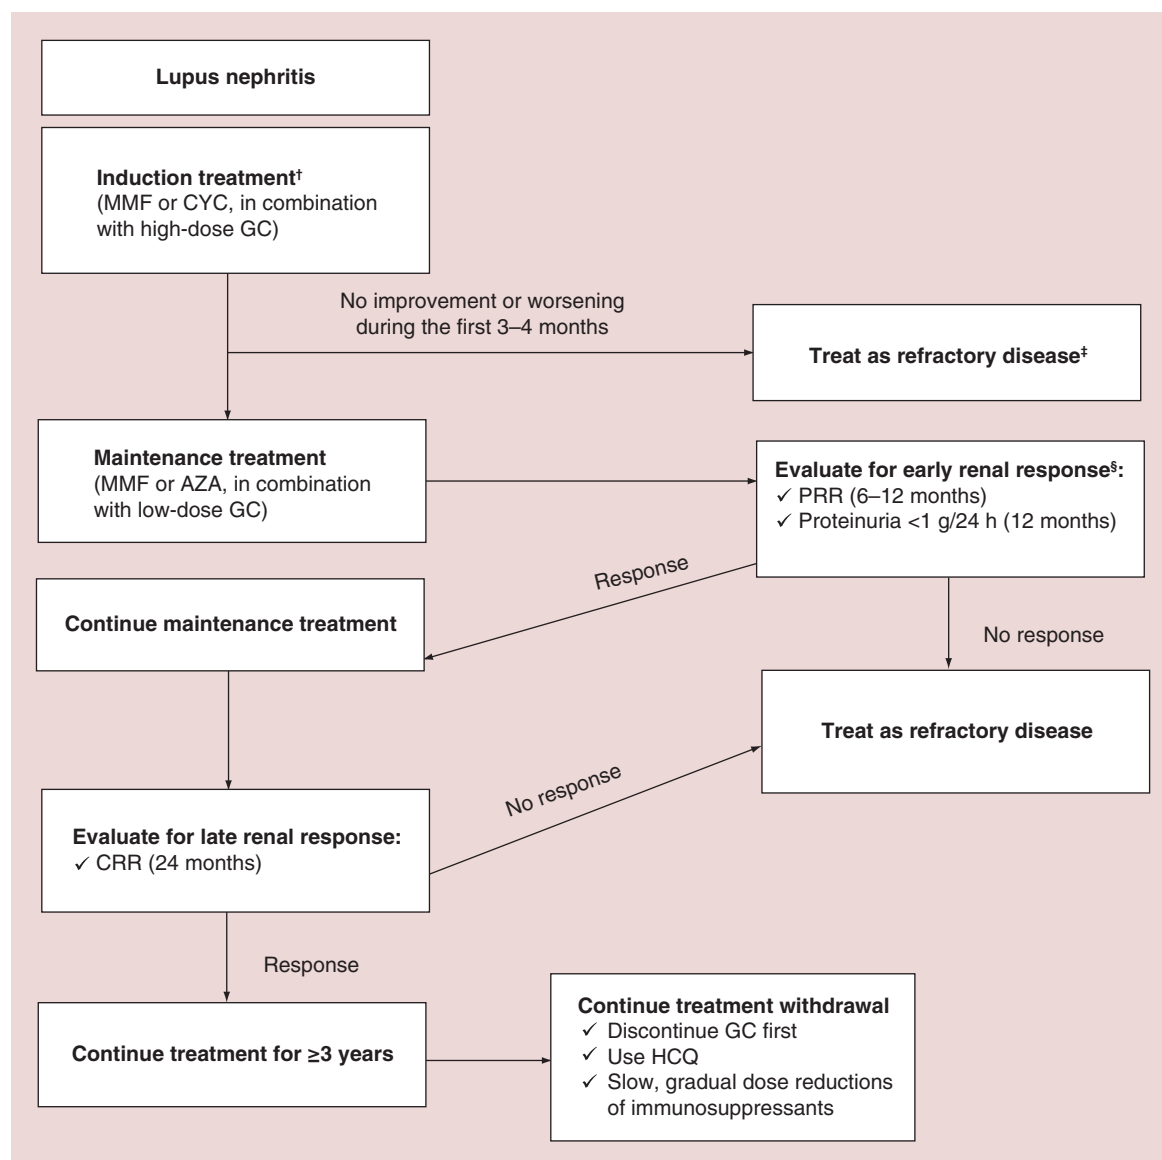 Lupus nephritis
Induction treatment†
(MMF or CYC, in combination
with high-dose GC)
No improvement or worsening
during the first 3–4 months
Treat as refractory disease‡
Maintenance treatment
(MMF or AZA, in combination
with low-dose GC)
Evaluate for early renal response§:
✓ PRR (6–12 months)
✓ Proteinuria <1 g/24 h (12 months)
Response
Continue maintenance treatment
No response
Treat as refractory disease
No response
Evaluate for late renal response:
✓ CRR (24 months)
Response
Continue treatment for ≥3 years
Continue treatment withdrawal
✓ Discontinue GC first
✓ Use HCQ
✓ Slow, gradual dose reductions
of immunosuppressants